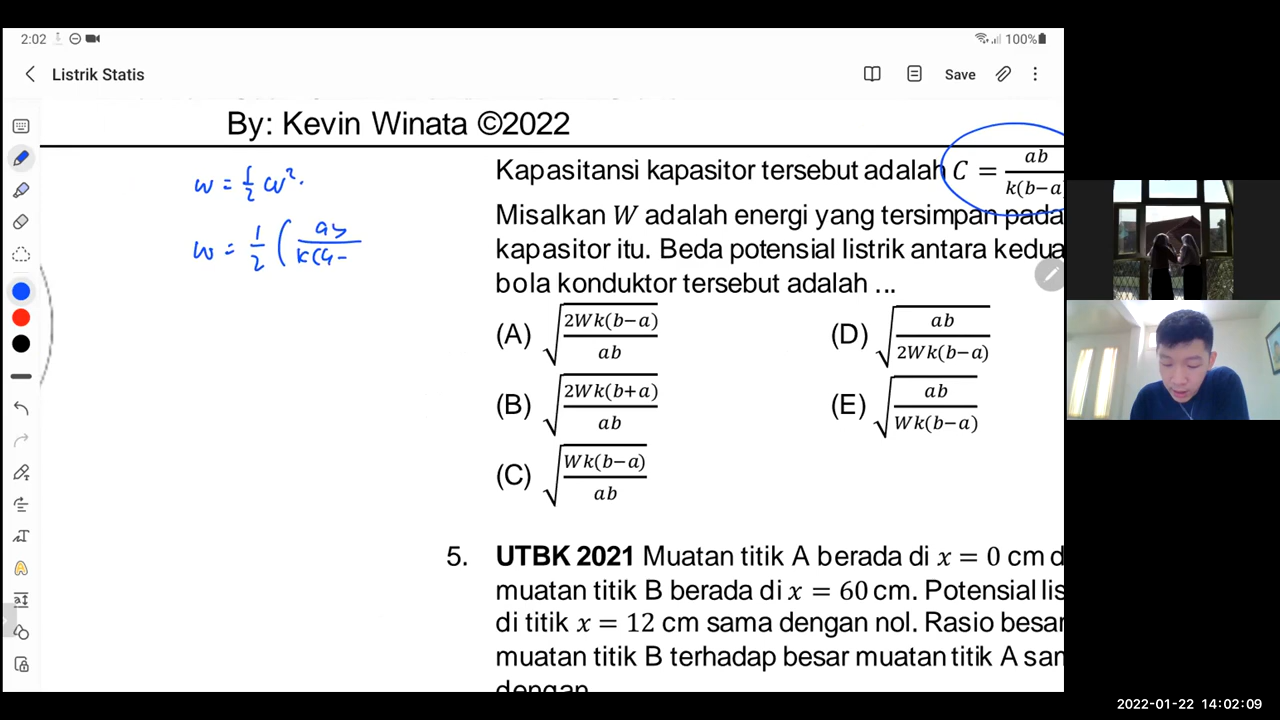 2:02
100%
Listrik Statis
Save
By: Kevin Winata ©2022
w = 1/2 cv².
w = 1/2 ( ab / k(b-
Kapasitansi kapasitor tersebut adalah C = ab / k(b−a)
Misalkan W adalah energi yang tersimpan pada
kapasitor itu. Beda potensial listrik antara kedua
bola konduktor tersebut adalah ...
(A) √(2Wk(b−a) / ab)
(D) √(ab / 2Wk(b−a))
(B) √(2Wk(b+a) / ab)
(E) √(ab / Wk(b−a))
(C) √(Wk(b−a) / ab)
5. UTBK 2021 Muatan titik A berada di x = 0 cm d
muatan titik B berada di x = 60 cm. Potensial lis
di titik x = 12 cm sama dengan nol. Rasio besar
muatan titik B terhadap besar muatan titik A sam
dengan
2022-01-22 14:02:09